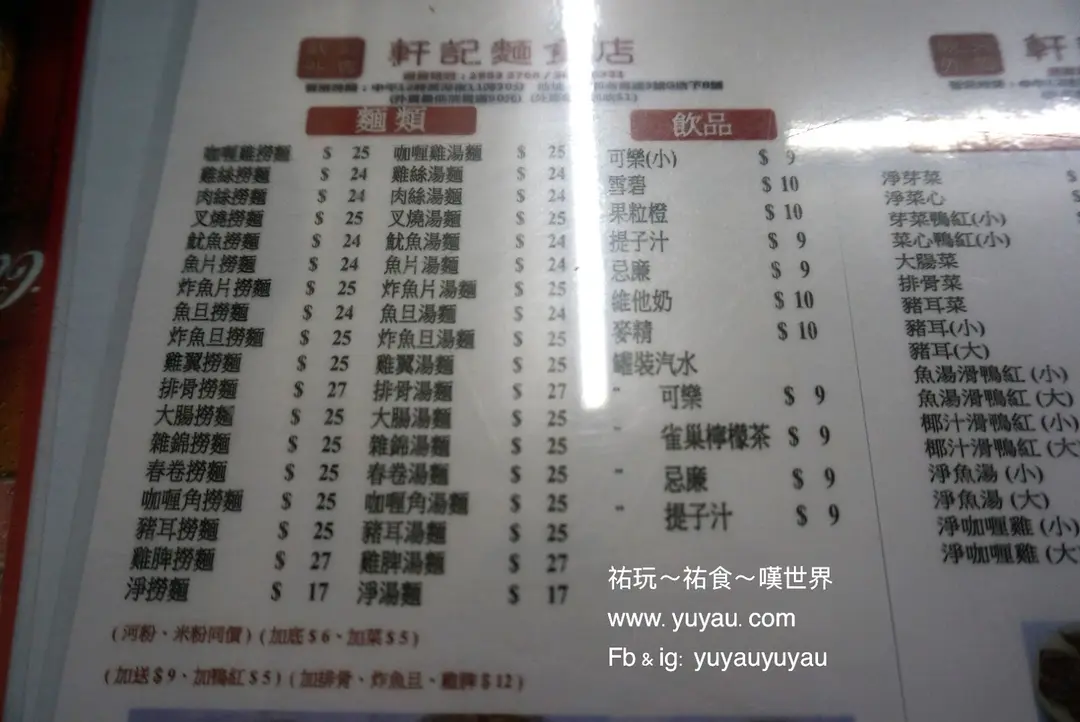 軒記麵食店
麵類
咖喱雞撈麵 $ 25 咖喱雞湯麵 $ 25
雞絲撈麵 $ 24 雞絲湯麵 $ 24
肉絲撈麵 $ 24 肉絲湯麵 $ 24
叉燒撈麵 $ 25 叉燒湯麵 $ 25
魷魚撈麵 $ 24 魷魚湯麵 $ 24
魚片撈麵 $ 24 魚片湯麵 $ 24
炸魚片撈麵 $ 25 炸魚片湯麵 $ 25
魚旦撈麵 $ 24 魚旦湯麵 $ 24
炸魚旦撈麵 $ 25 炸魚旦湯麵 $ 25
雞翼撈麵 $ 25 雞翼湯麵 $ 25
排骨撈麵 $ 27 排骨湯麵 $ 27
大腸撈麵 $ 25 大腸湯麵 $ 25
雜錦撈麵 $ 25 雜錦湯麵 $ 25
春卷撈麵 $ 25 春卷湯麵 $ 25
咖喱角撈麵 $ 25 咖喱角湯麵 $ 25
豬耳撈麵 $ 25 豬耳湯麵 $ 25
雞脾撈麵 $ 27 雞脾湯麵 $ 27
淨撈麵 $ 17 淨湯麵 $ 17
(河粉、米粉同價)(加底$6、加菜$5)
(加送$9、加鴨紅$5)(加排骨、炸魚旦、雞脾$12)
飲品
可樂(小) $ 9
雪碧 $ 10
果粒橙 $ 10
提子汁 $ 9
忌廉 $ 9
維他奶 $ 10
麥精 $ 10
罐裝汽水
" 可樂 $ 9
" 雀巢檸檬茶 $ 9
" 忌廉 $ 9
" 提子汁 $ 9
軒
淨芽菜 $
淨菜心 $
芽菜鴨紅(小)
菜心鴨紅(小)
大腸菜
排骨菜
豬耳菜
豬耳(小)
豬耳(大)
魚湯滑鴨紅 (小)
魚湯滑鴨紅 (大)
椰汁滑鴨紅 (小)
椰汁滑鴨紅 (大
淨魚湯 (小)
淨魚湯 (大)
淨咖喱雞 (小)
淨咖喱雞 (大
祐玩～祐食～嘆世界
www. yuyau. com
Fb & ig: yuyauyuyau